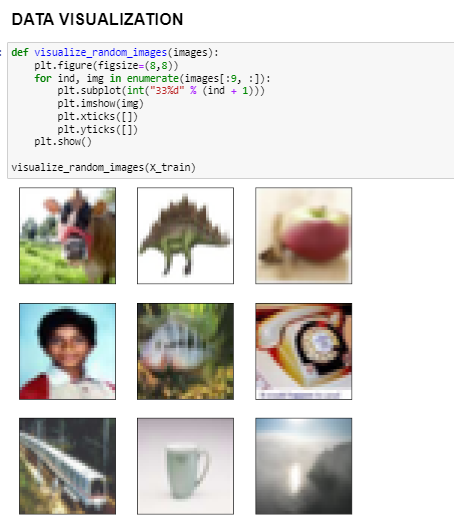 DATA VISUALIZATION
: def visualize_random_images(images):
    plt.figure(figsize=(8,8))
    for ind, img in enumerate(images[:9, :]):
        plt.subplot(int("33%d" % (ind + 1)))
        plt.imshow(img)
        plt.xticks([])
        plt.yticks([])
    plt.show()
visualize_random_images(X_train)